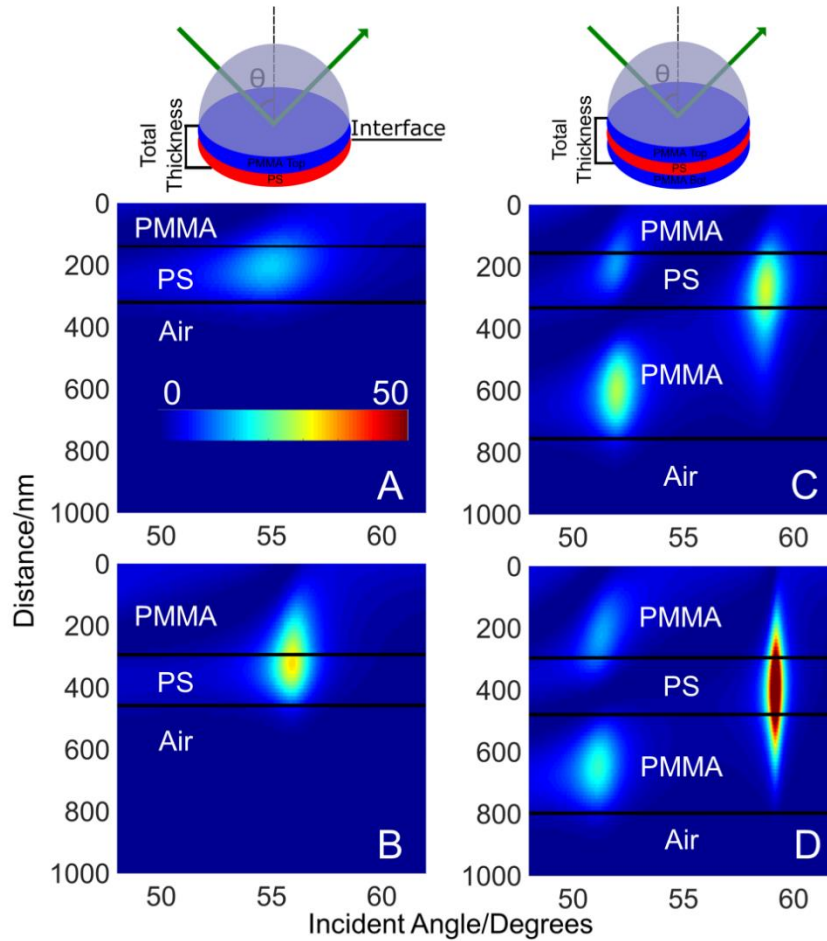 θ
Total
Thickness
Interface
PMMA Top
PS
θ
Total
Thickness
PMMA Top
PS
Distance/nm
0
200
400
600
800
1000
PMMA
PS
Air
0 50
A
50 55 60
0
200
400
600
800
1000
PMMA
PS
PMMA
Air
C
50 55 60
0
200
400
600
800
1000
PMMA
PS
Air
B
50 55 60
0
200
400
600
800
1000
PMMA
PS
PMMA
Air
D
50 55 60
Incident Angle/Degrees